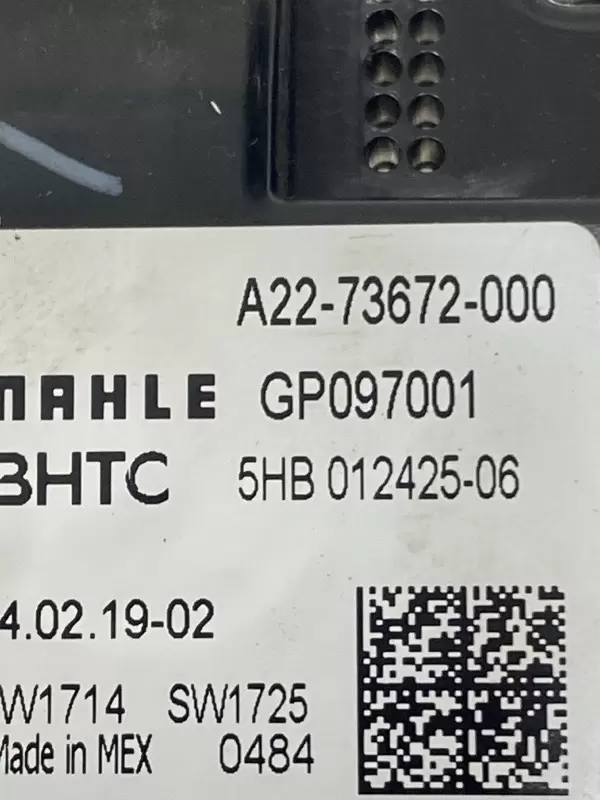 A22-73672-000
MAHLE GP097001
BHTC 5HB 012425-06
4.02.19-02
W1714 SW1725
Made in MEX 0484